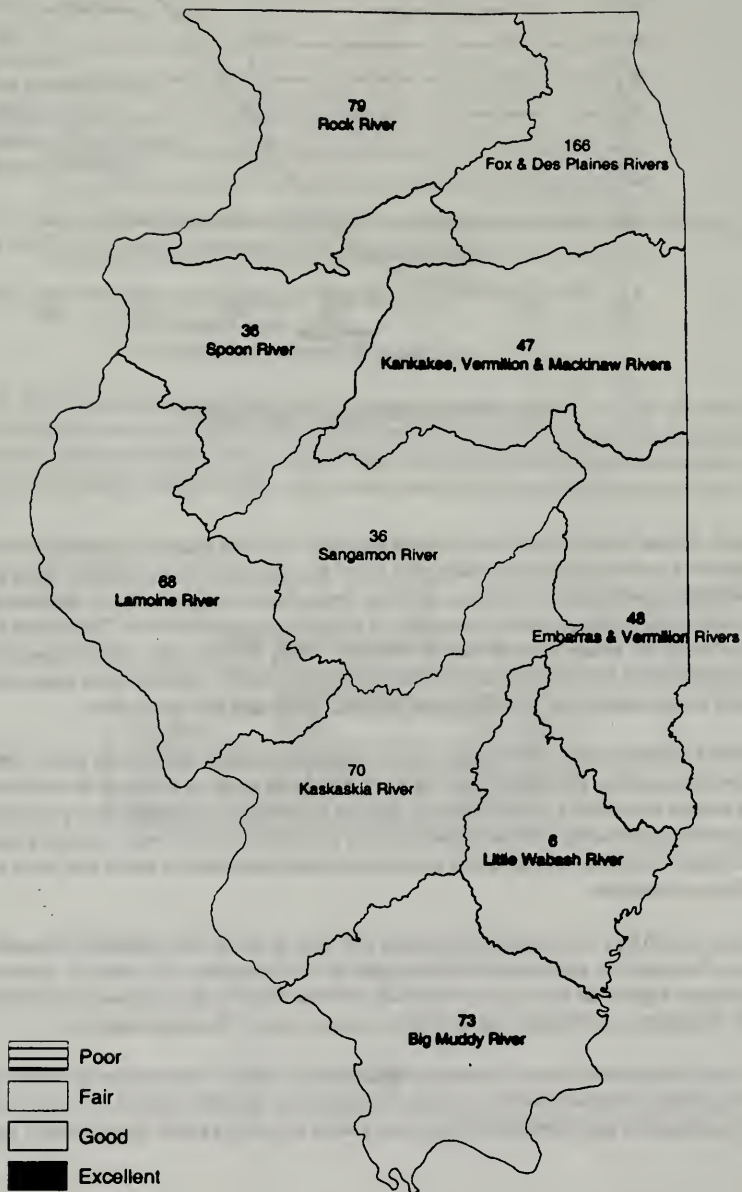 79
Rock River
166
Fox & Des Plaines Rivers
36
Spoon River
47
Kankakee, Vermilion & Mackinaw Rivers
36
Sangamon River
68
Lamoine River
48
Embarras & Vermilion Rivers
70
Kaskaskia River
6
Little Wabash River
73
Big Muddy River
Poor
Fair
Good
Excellent